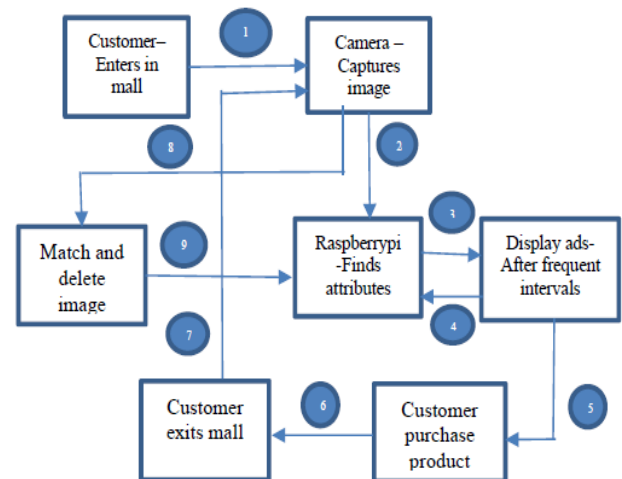 1
Customer–
Enters in
mall
Camera –
Captures
image
8
2
3
Match and
delete
image
9
Raspberrypi
-Finds
attributes
Display ads-
After frequent
intervals
7
4
Customer
exits mall
6
Customer
purchase
product
5